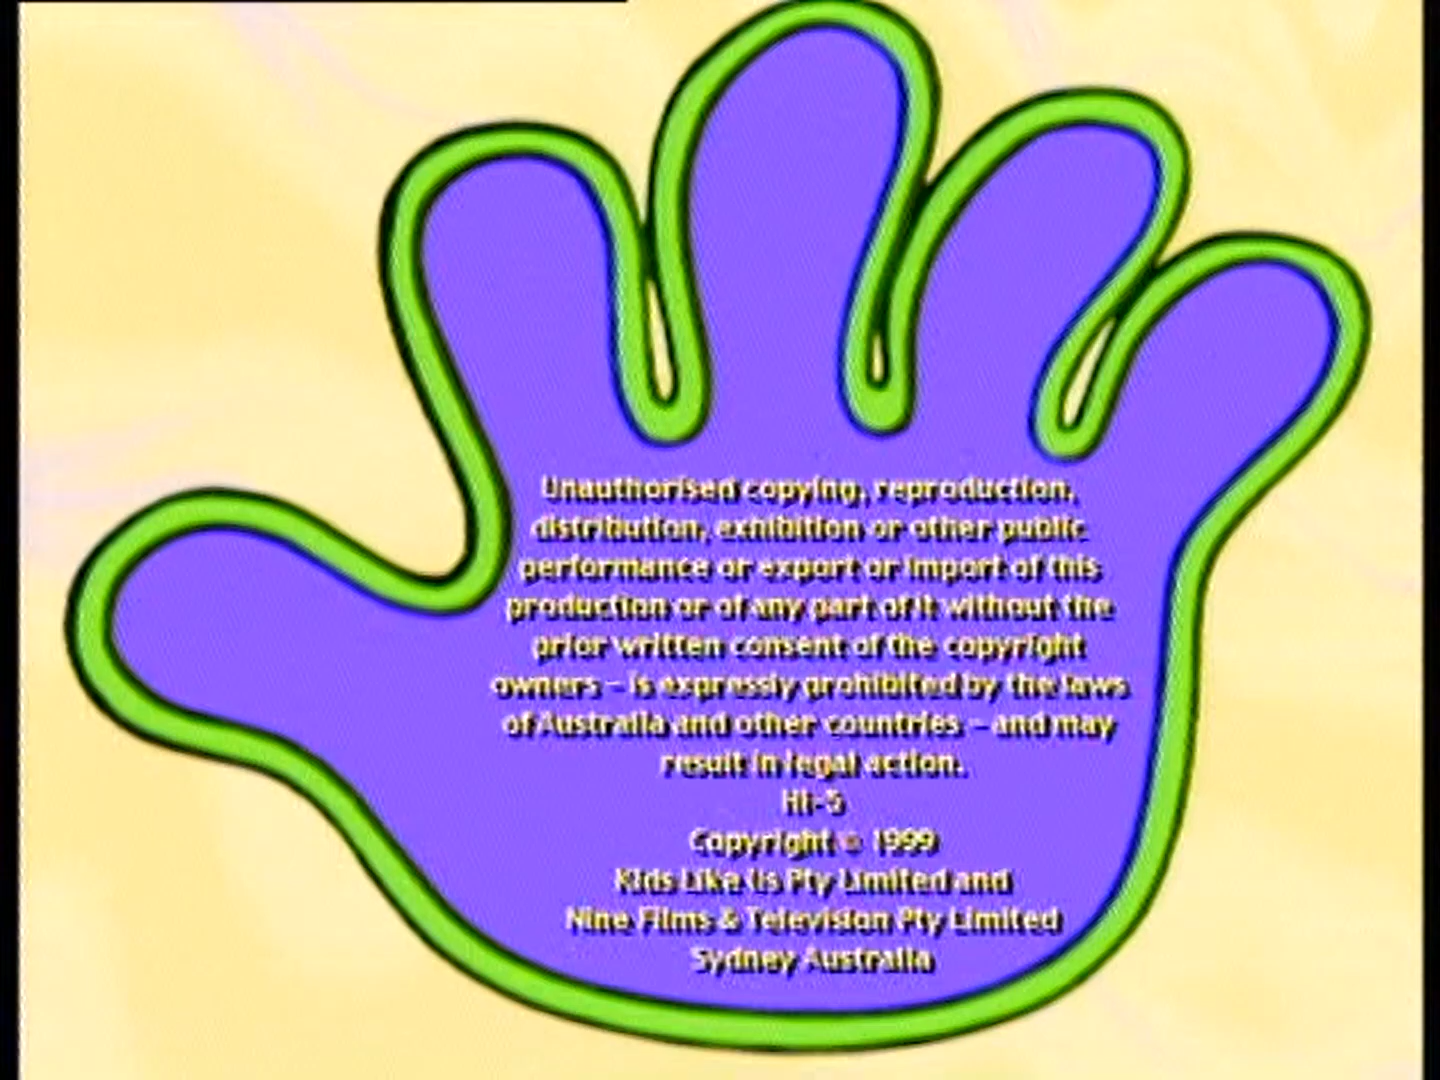 Unauthorised copying, reproduction,
distribution, exhibition or other public
performance or export or import of this
production or of any part of it without the
prior written consent of the copyright
owners – is expressly prohibited by the laws
of Australia and other countries – and may
result in legal action.
Hi-5
Copyright © 1999
Kids Like Us Pty Limited and
Nine Films & Television Pty Limited
Sydney Australia